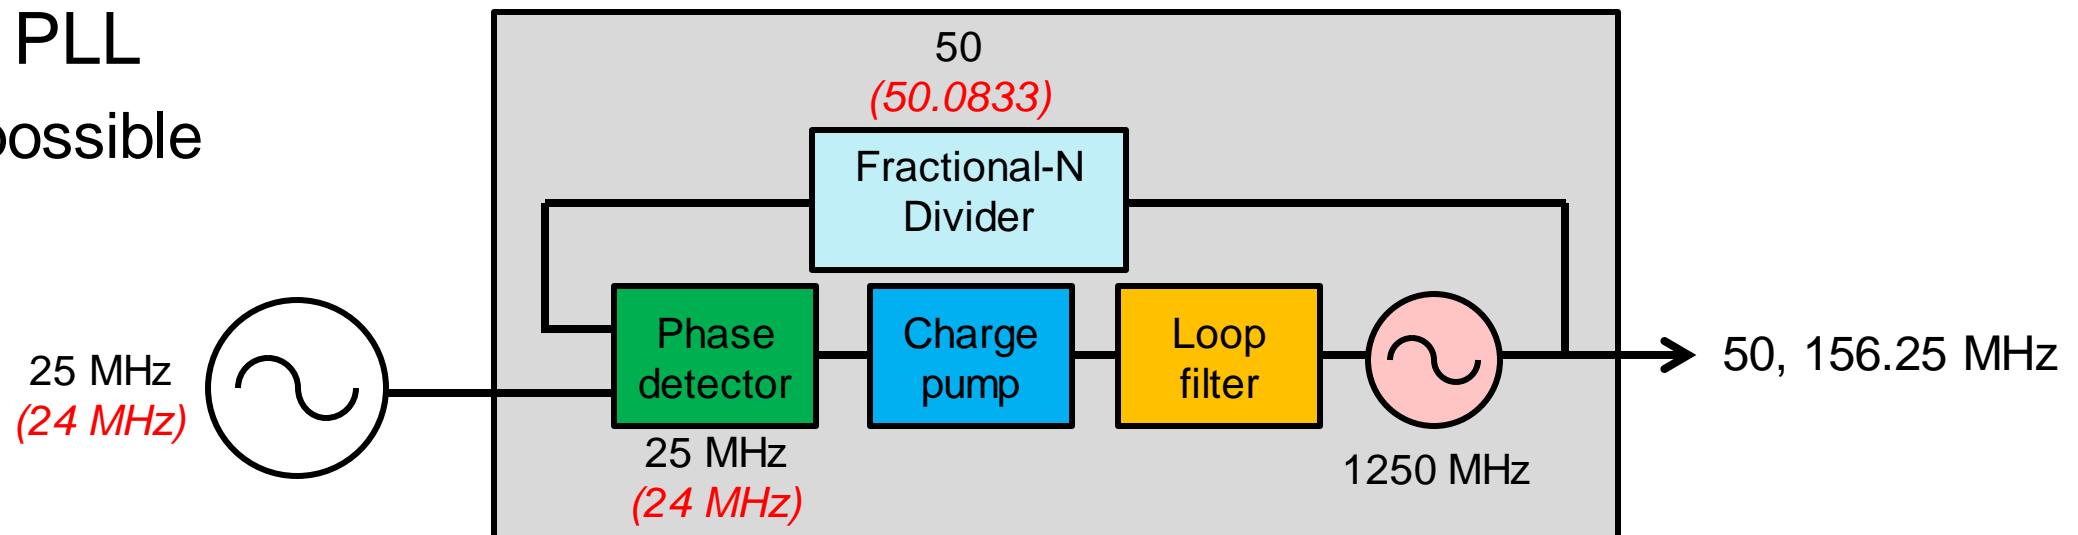 PLL
possible
50
(50.0833)
Fractional-N
Divider
Phase
detector
Charge
pump
Loop
filter
25 MHz
(24 MHz)
25 MHz
(24 MHz)
1250 MHz
50, 156.25 MHz